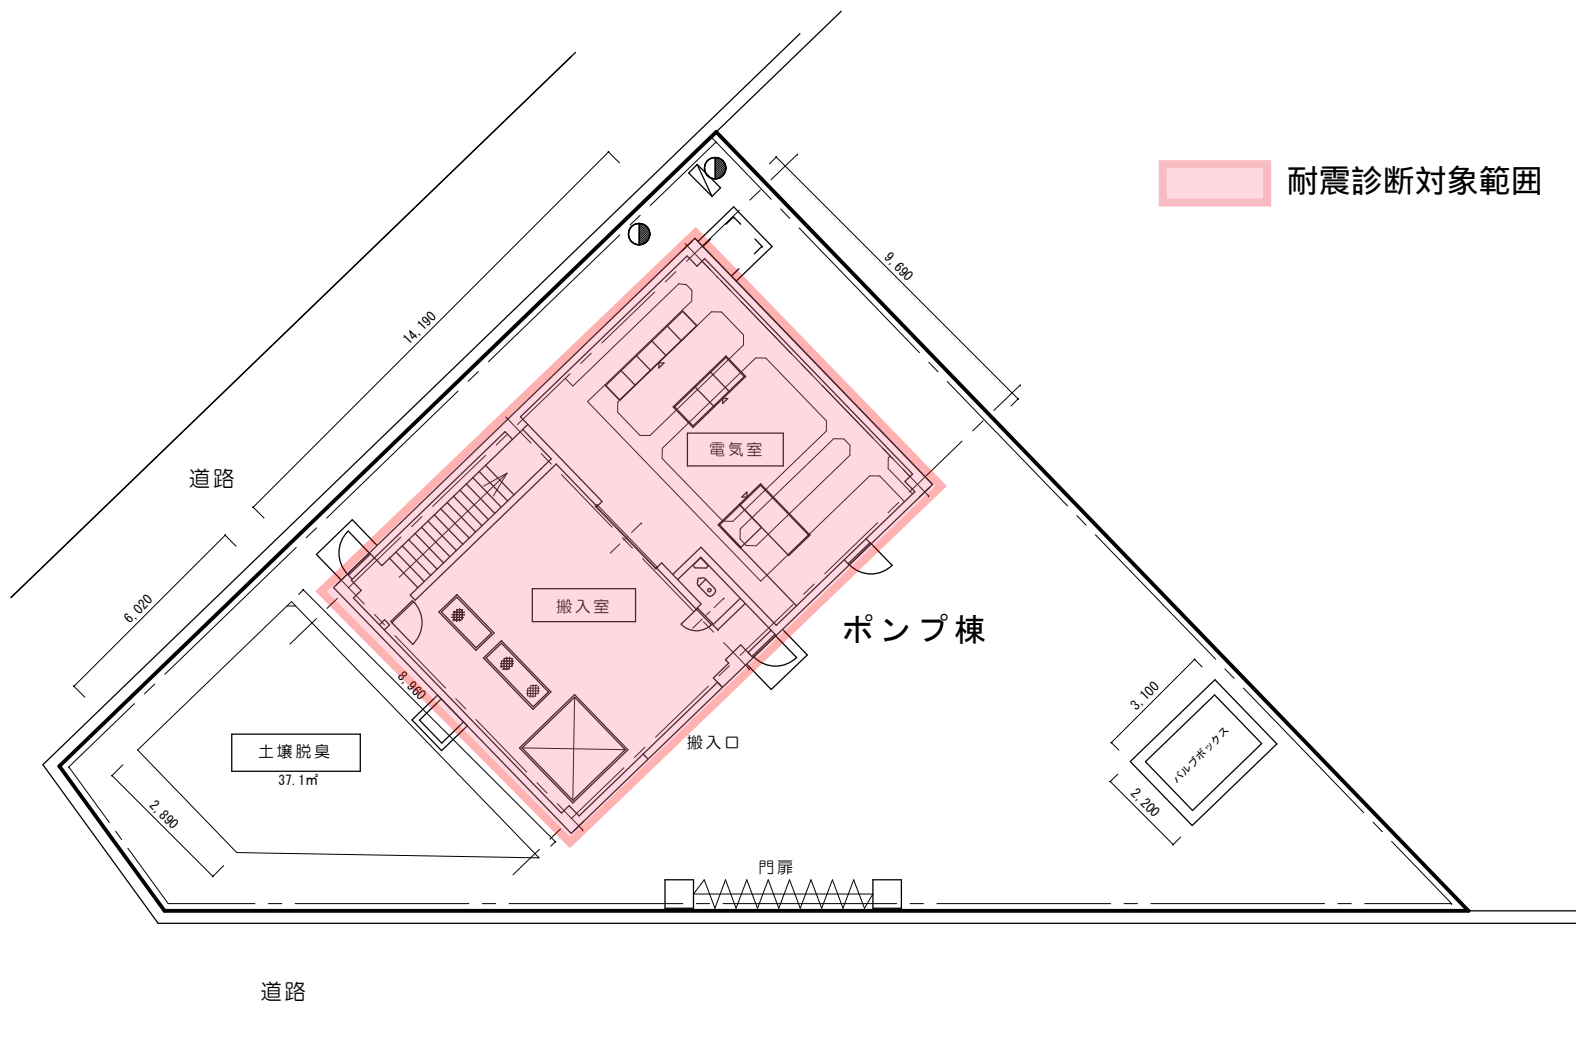 耐震診断対象範囲
9,690
14,190
電気室
道路
搬入室
6,020
ポンプ棟
8,960
3,100
搬入口
土壌脱臭
37.1㎡
バルブボックス
2,200
2,890
門扉
道路